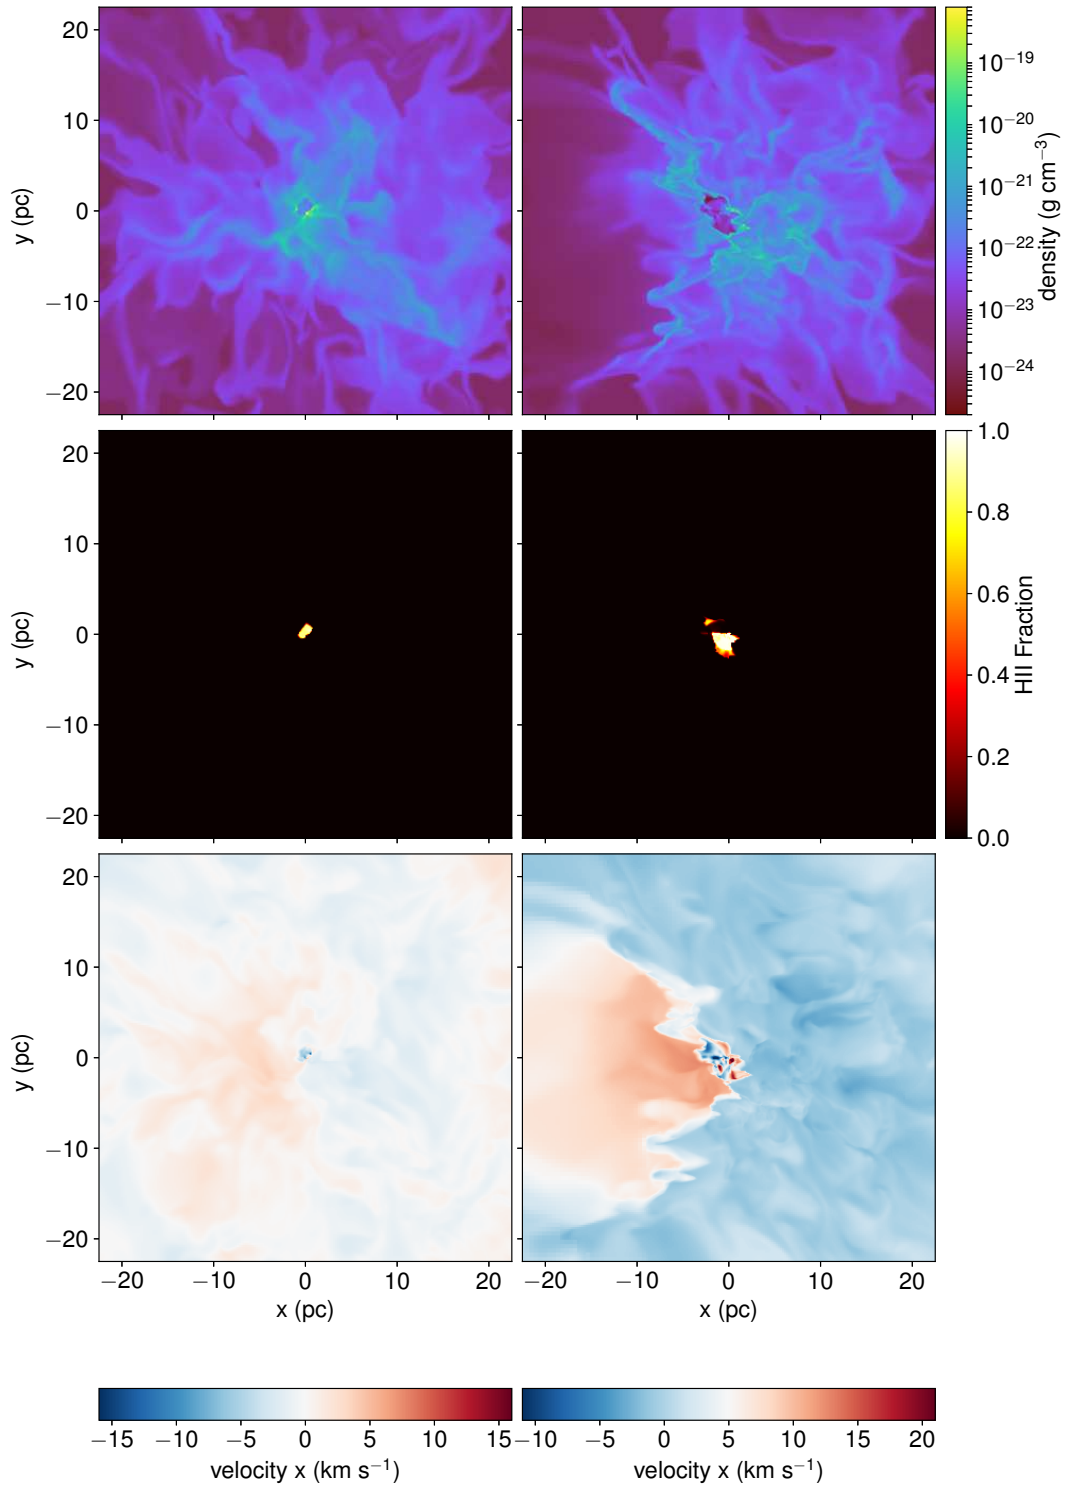 20
10
0
−10
−20
y (pc)
10⁻¹⁹
10⁻²⁰
10⁻²¹
10⁻²²
10⁻²³
10⁻²⁴
density (g cm⁻³)
20
10
0
−10
−20
y (pc)
1.0
0.8
0.6
0.4
0.2
0.0
HII Fraction
20
10
0
−10
−20
y (pc)
−20 −10 0 10 20
x (pc)
−20 −10 0 10 20
x (pc)
−15 −10 −5 0 5 10 15
velocity x (km s⁻¹)
−10 −5 0 5 10 15 20
velocity x (km s⁻¹)